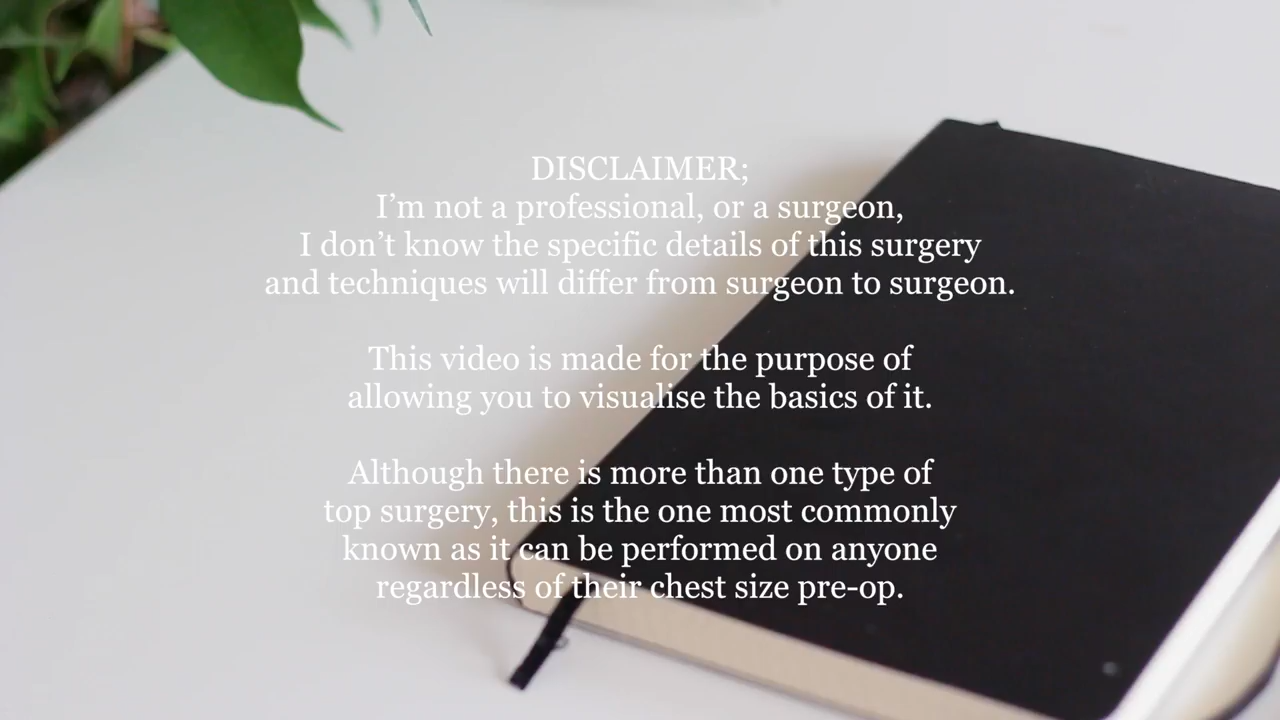 DISCLAIMER;
I’m not a professional, or a surgeon,
I don’t know the specific details of this surgery
and techniques will differ from surgeon to surgeon.
This video is made for the purpose of
allowing you to visualise the basics of it.
Although there is more than one type of
top surgery, this is the one most commonly
known as it can be performed on anyone
regardless of their chest size pre-op.